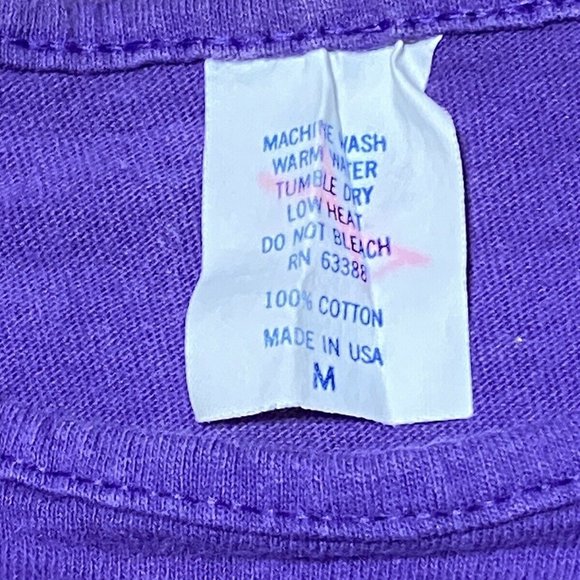 MACHINE WASH
WARM WATER
TUMBLE DRY
LOW HEAT
DO NOT BLEACH
RN 63388
100% COTTON
MADE IN USA
M